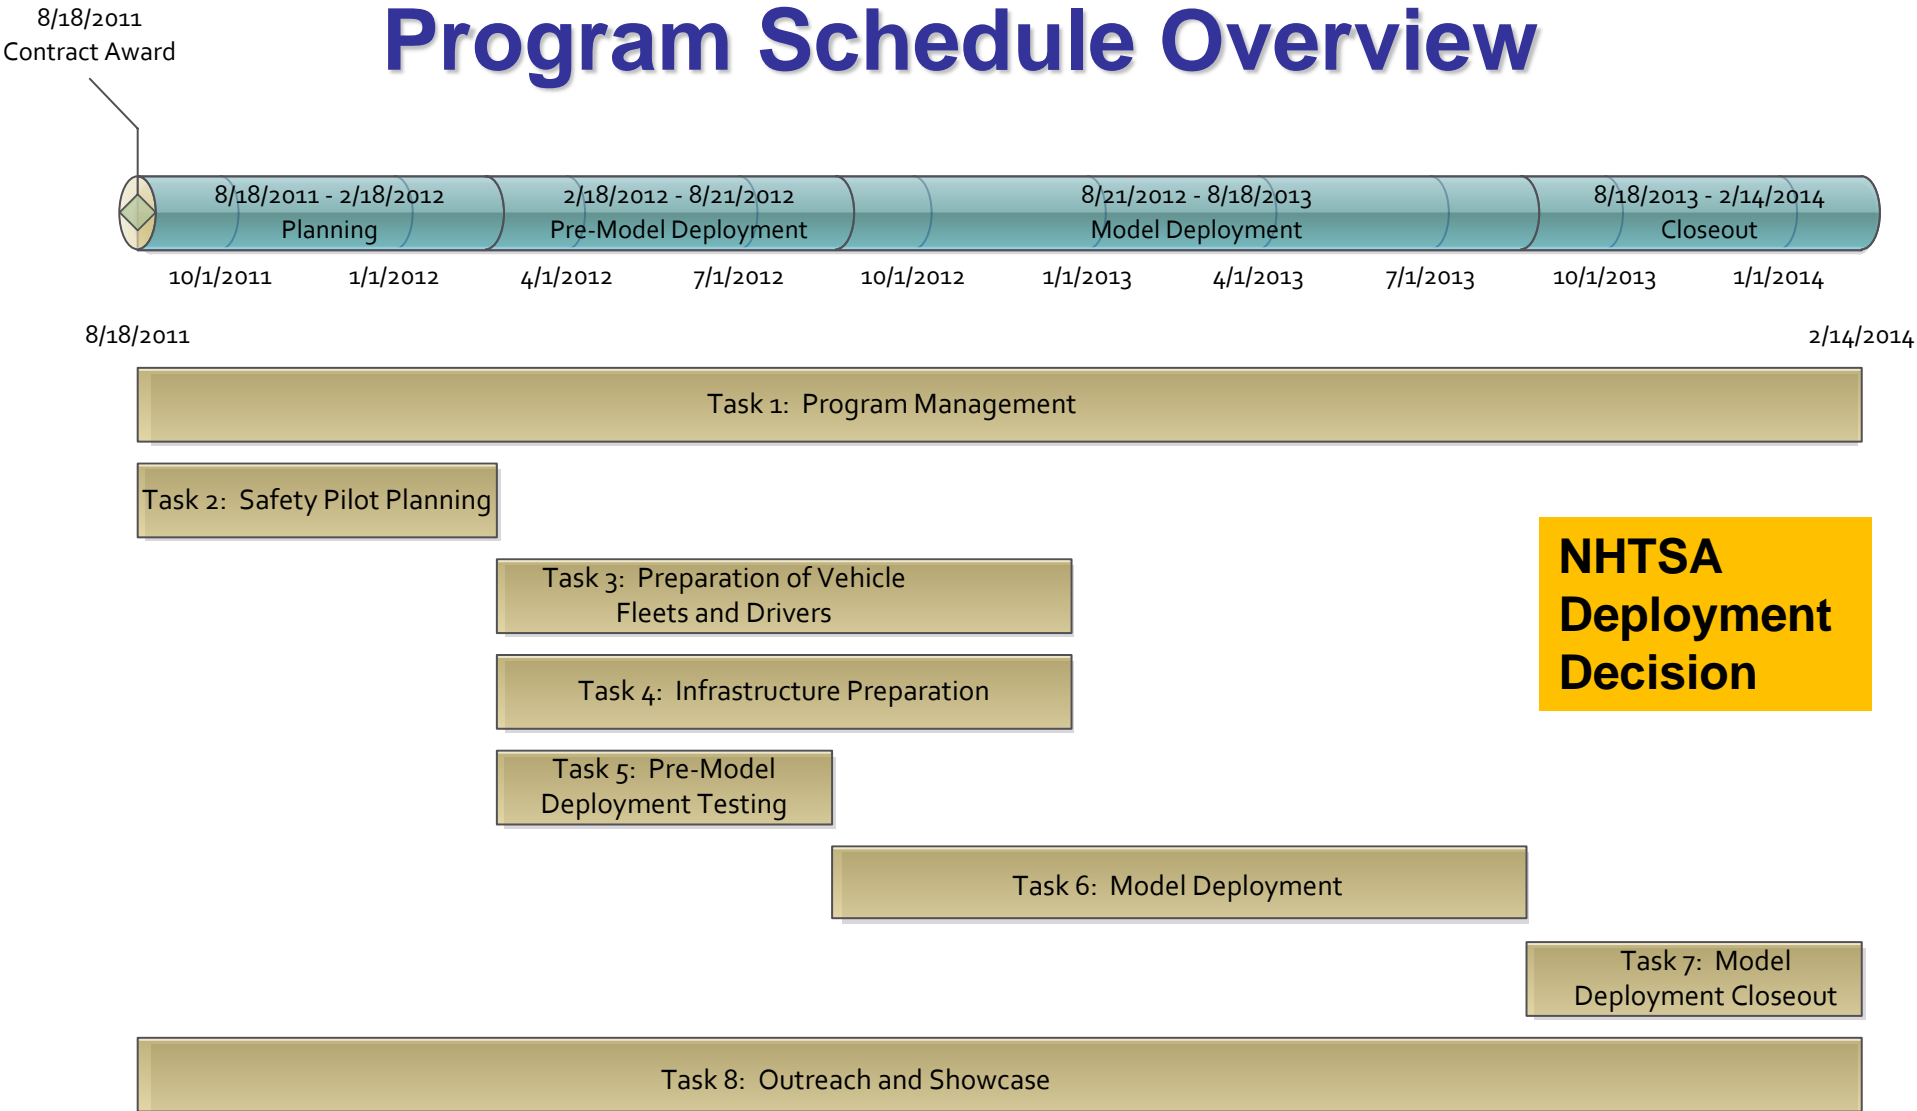 8/18/2011
Contract Award
Program Schedule Overview
8/18/2011 - 2/18/2012
Planning
2/18/2012 - 8/21/2012
Pre-Model Deployment
8/21/2012 - 8/18/2013
Model Deployment
8/18/2013 - 2/14/2014
Closeout
10/1/2011
1/1/2012
4/1/2012
7/1/2012
10/1/2012
1/1/2013
4/1/2013
7/1/2013
10/1/2013
1/1/2014
8/18/2011
2/14/2014
Task 1: Program Management
Task 2: Safety Pilot Planning
Task 3: Preparation of Vehicle
Fleets and Drivers
Task 4: Infrastructure Preparation
NHTSA
Deployment
Decision
Task 5: Pre-Model
Deployment Testing
Task 6: Model Deployment
Task 7: Model
Deployment Closeout
Task 8: Outreach and Showcase